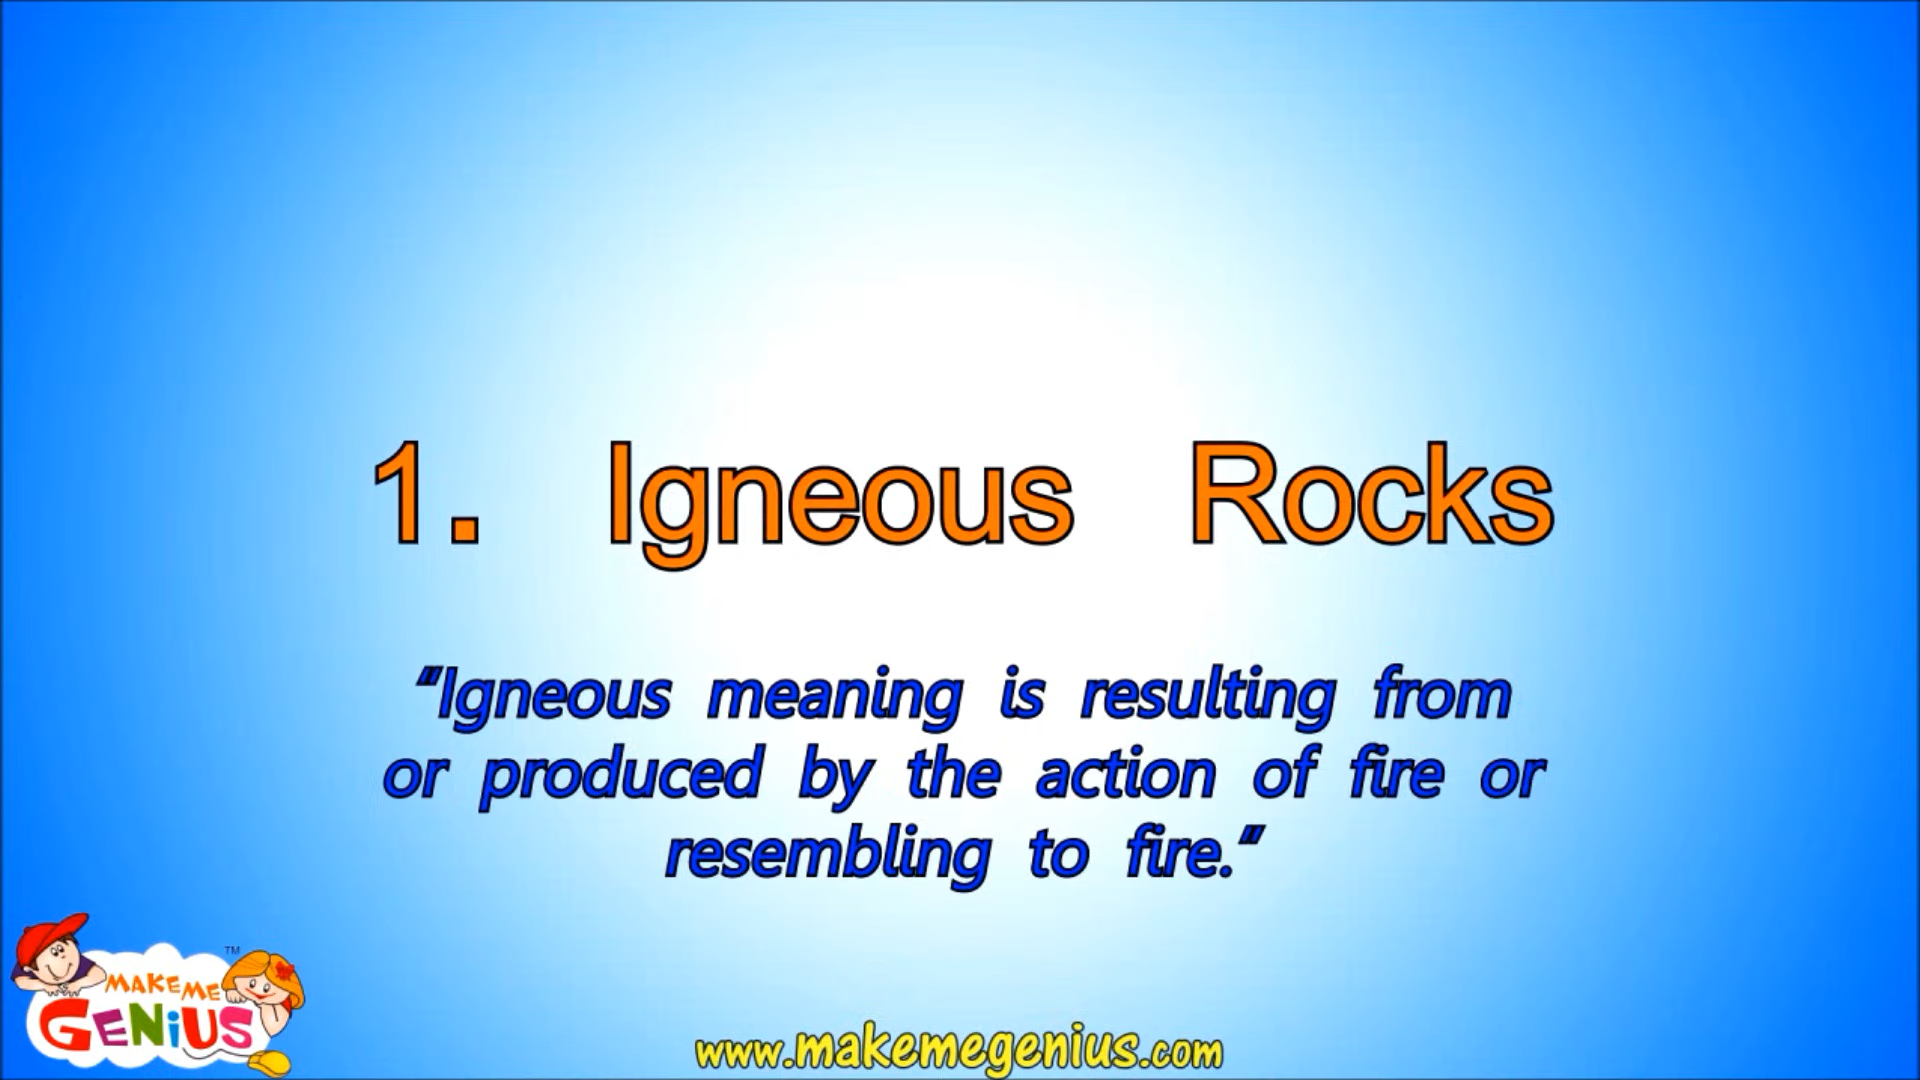 1. Igneous Rocks
"Igneous meaning is resulting from
or produced by the action of fire or
resembling to fire."
MAKE ME
GENiUS
TM
www.makemegenius.com